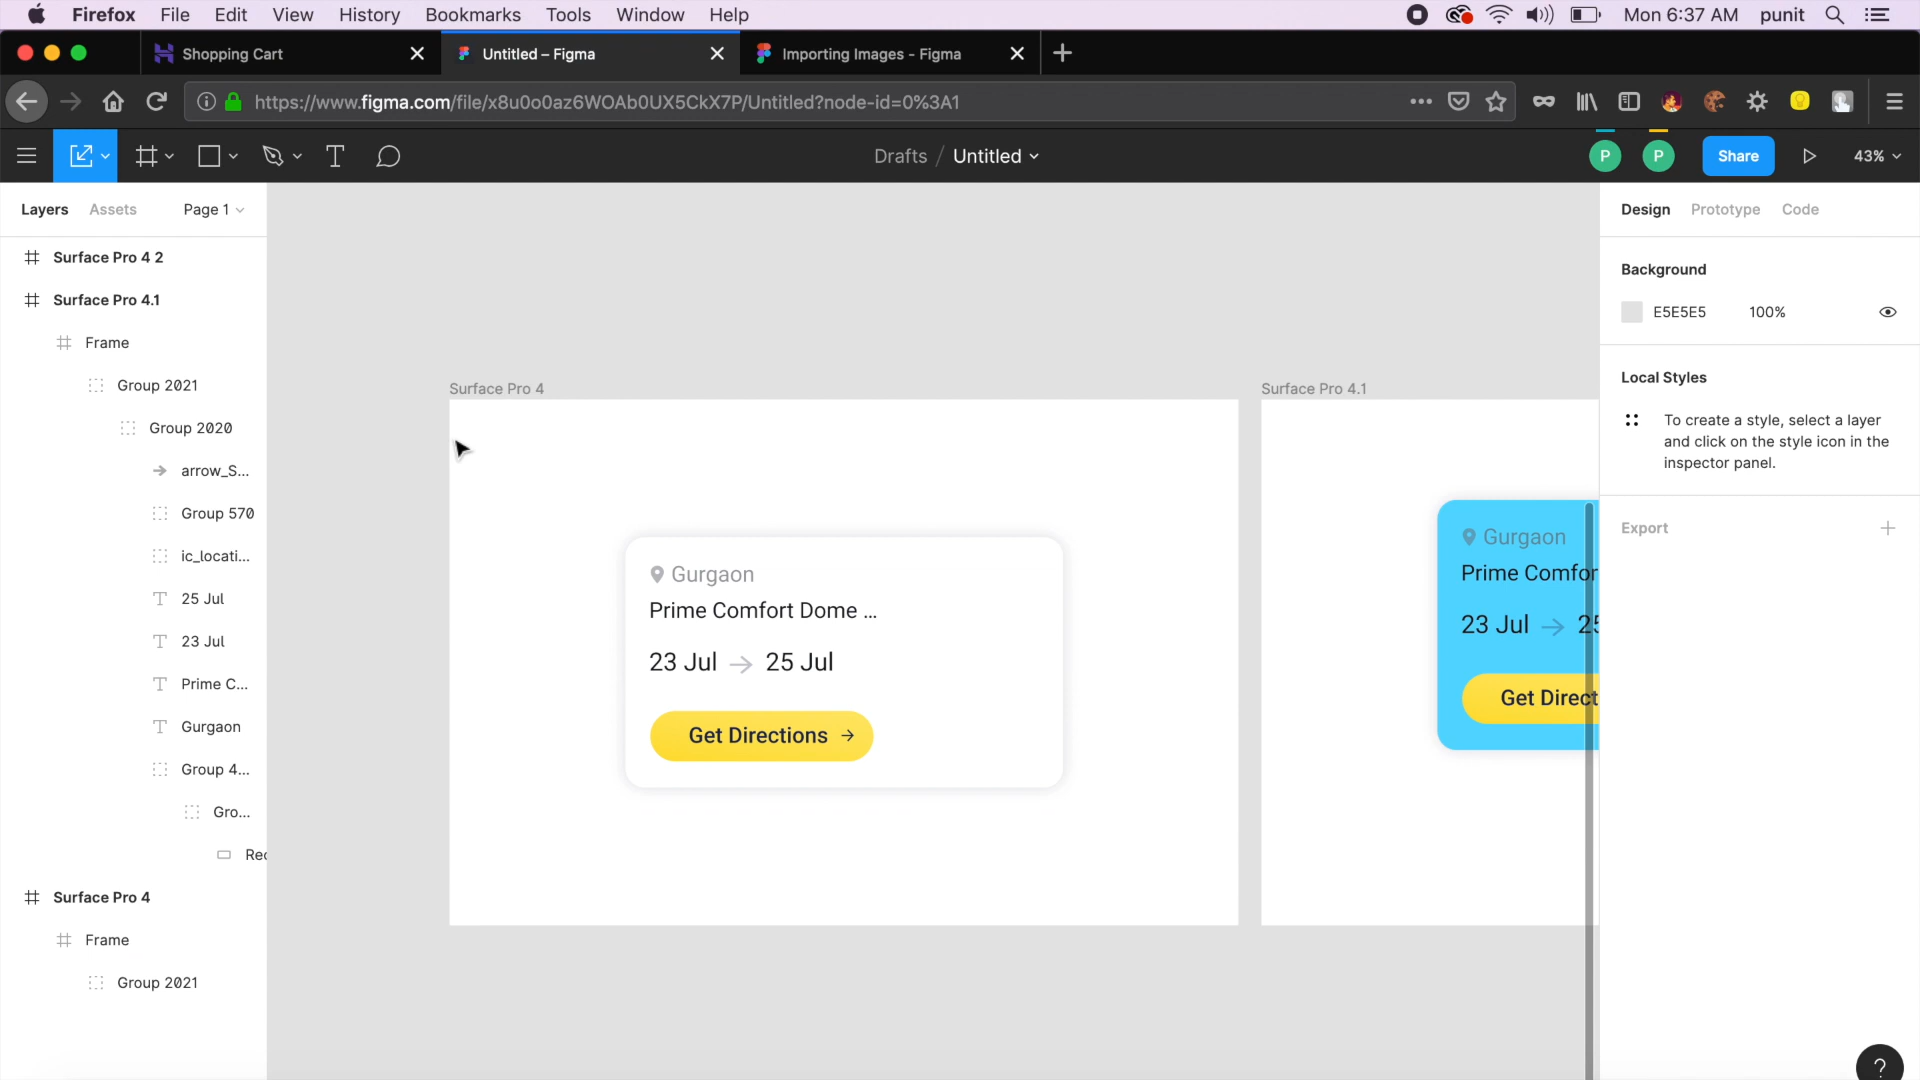 Firefox File Edit View History Bookmarks Tools Window Help Mon 6:37 AM punit
Shopping Cart Untitled – Figma Importing Images - Figma
https://www.figma.com/file/x8u0o0az6WOAb0UX5CkX7P/Untitled?node-id=0%3A1
Drafts / Untitled P P Share 43%
Layers Assets Page 1
Surface Pro 4 2
Surface Pro 4.1
Frame
Group 2021
Group 2020
arrow_S...
Group 570
ic_locati...
25 Jul
23 Jul
Prime C...
Gurgaon
Group 4...
Gro...
Rec
Surface Pro 4
Frame
Group 2021
Surface Pro 4
Gurgaon
Prime Comfort Dome ...
23 Jul → 25 Jul
Get Directions →
Surface Pro 4.1
Gurgaon
Prime Comfor
23 Jul → 25
Get Direct
Design Prototype Code
Background
E5E5E5 100%
Local Styles
To create a style, select a layer
and click on the style icon in the
inspector panel.
Export
?